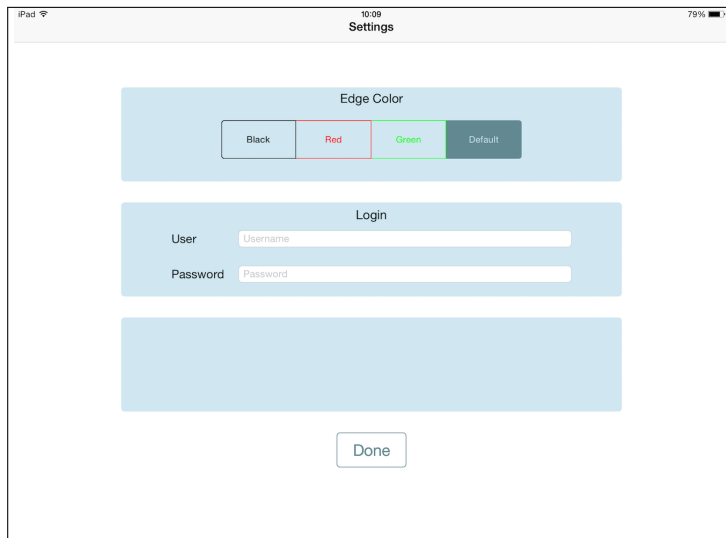 iPad 10:09 79%
Settings
Edge Color
Black Red Green Default
Login
User Username
Password Password
Done